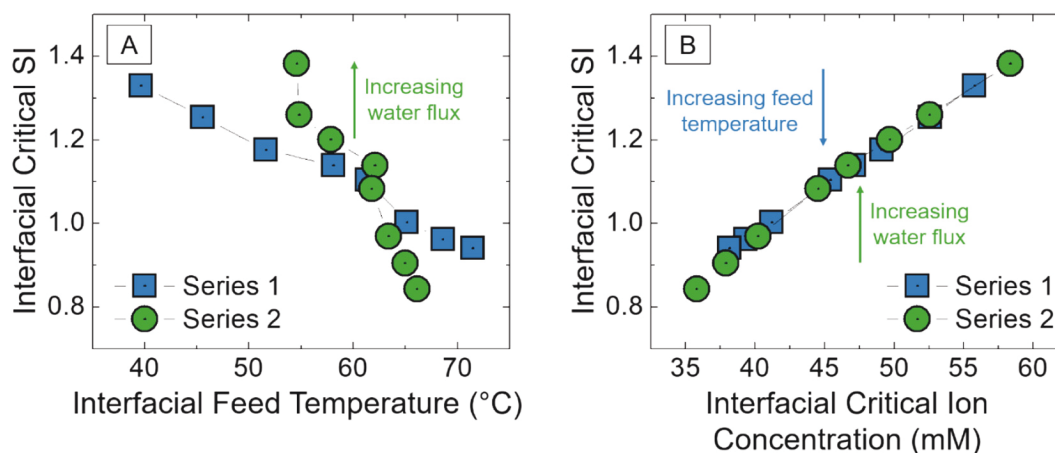 A
Interfacial Critical SI
1.4
1.2
1.0
0.8
Increasing
water flux
Series 1
Series 2
40
50
60
70
Interfacial Feed Temperature (°C)
B
Interfacial Critical SI
1.4
1.2
1.0
0.8
Increasing feed
temperature
Increasing
water flux
Series 1
Series 2
35
40
45
50
55
60
Interfacial Critical Ion
Concentration (mM)